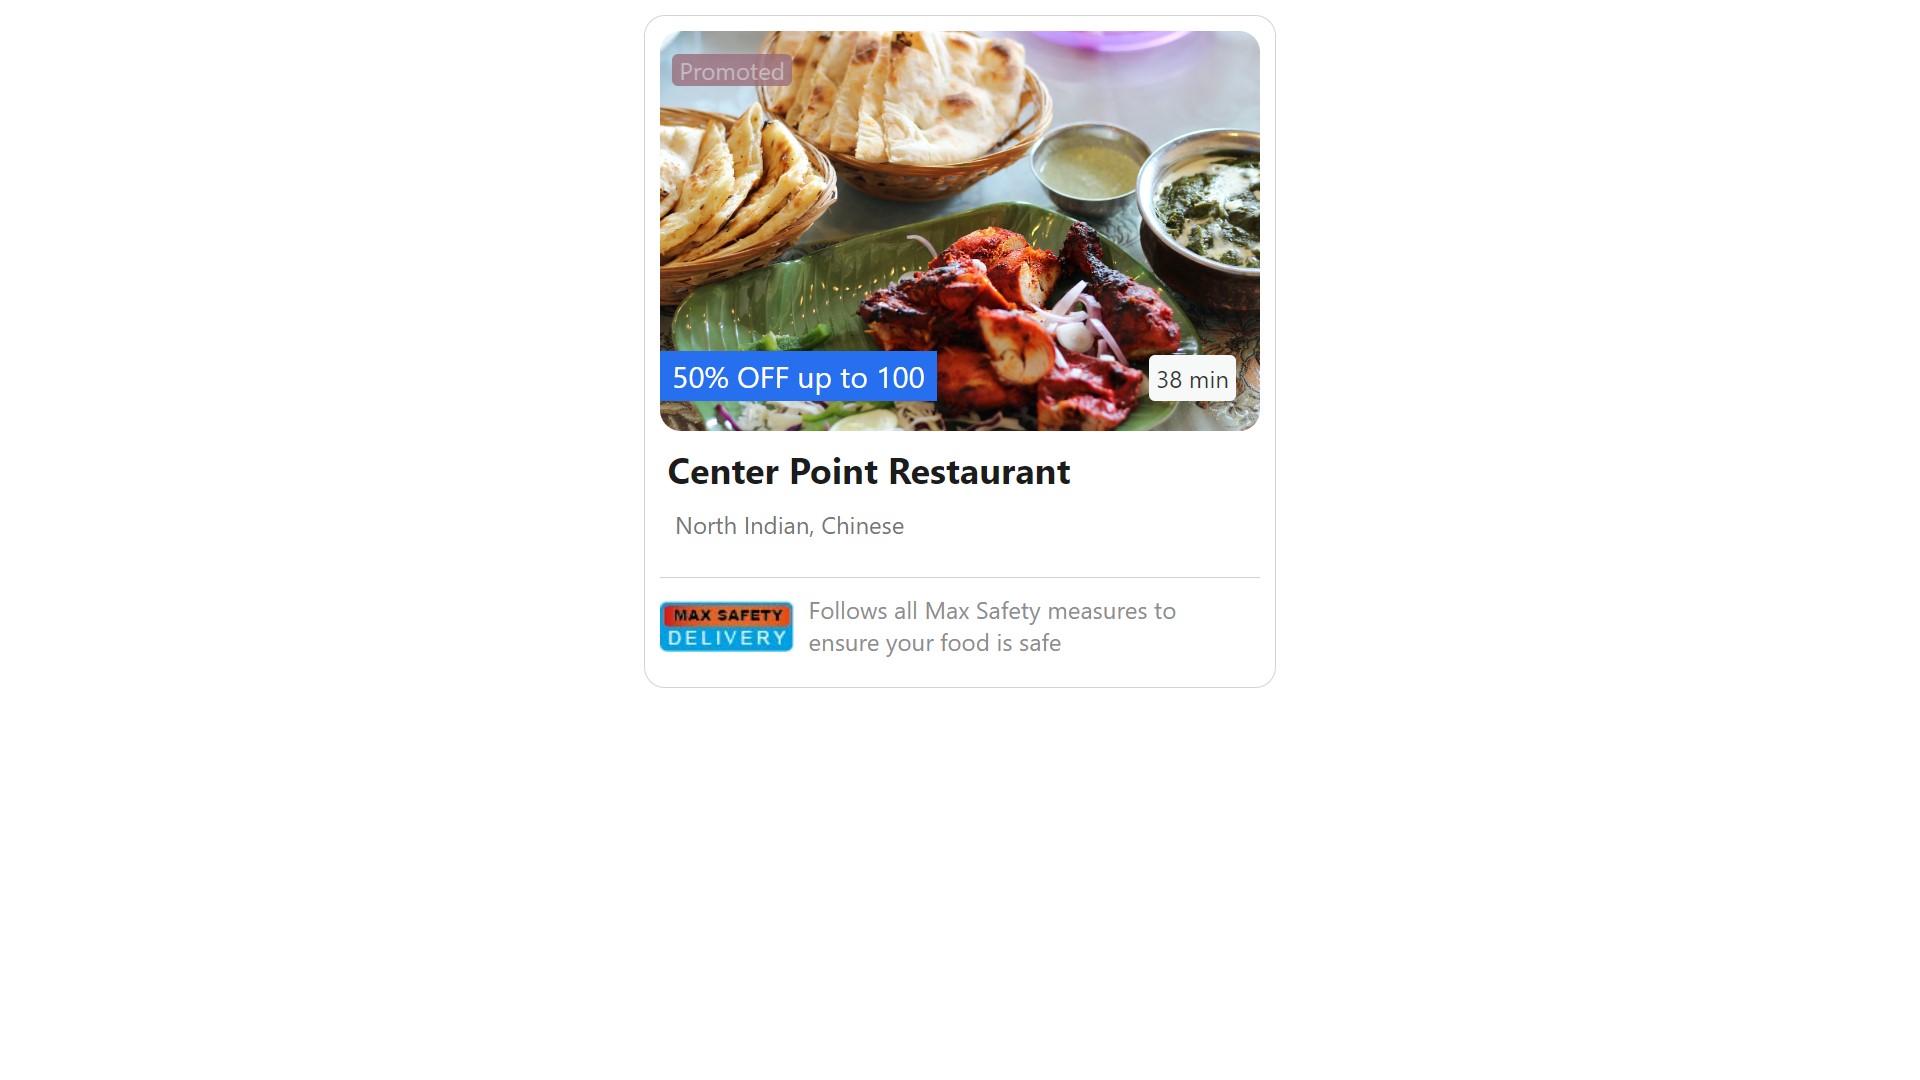 Promoted
50% OFF up to 100
38 min
Center Point Restaurant
North Indian, Chinese
MAX SAFETY
DELIVERY
Follows all Max Safety measures to
ensure your food is safe